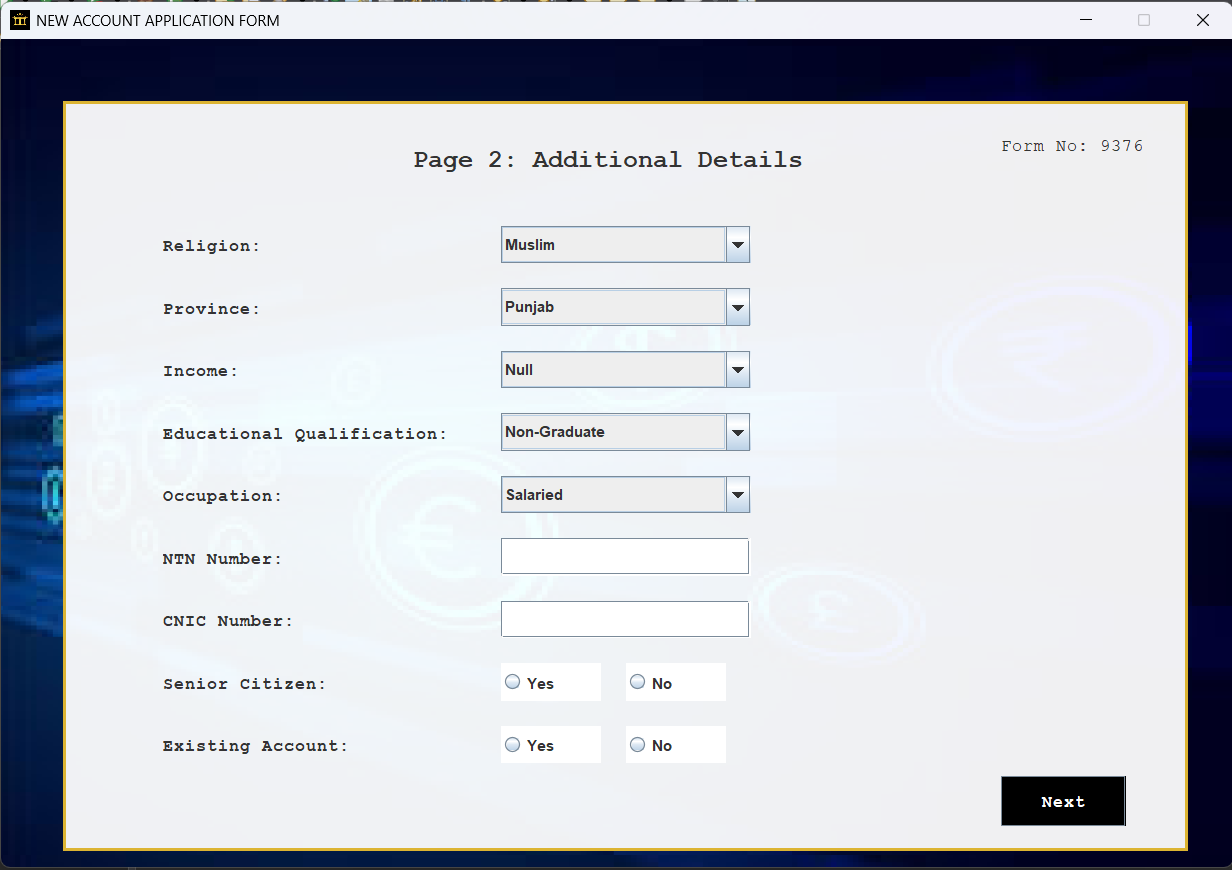 NEW ACCOUNT APPLICATION FORM
Form No: 9376
Page 2: Additional Details
Religion: Muslim
Province: Punjab
Income: Null
Educational Qualification: Non-Graduate
Occupation: Salaried
NTN Number:
CNIC Number:
Senior Citizen: Yes No
Existing Account: Yes No
Next